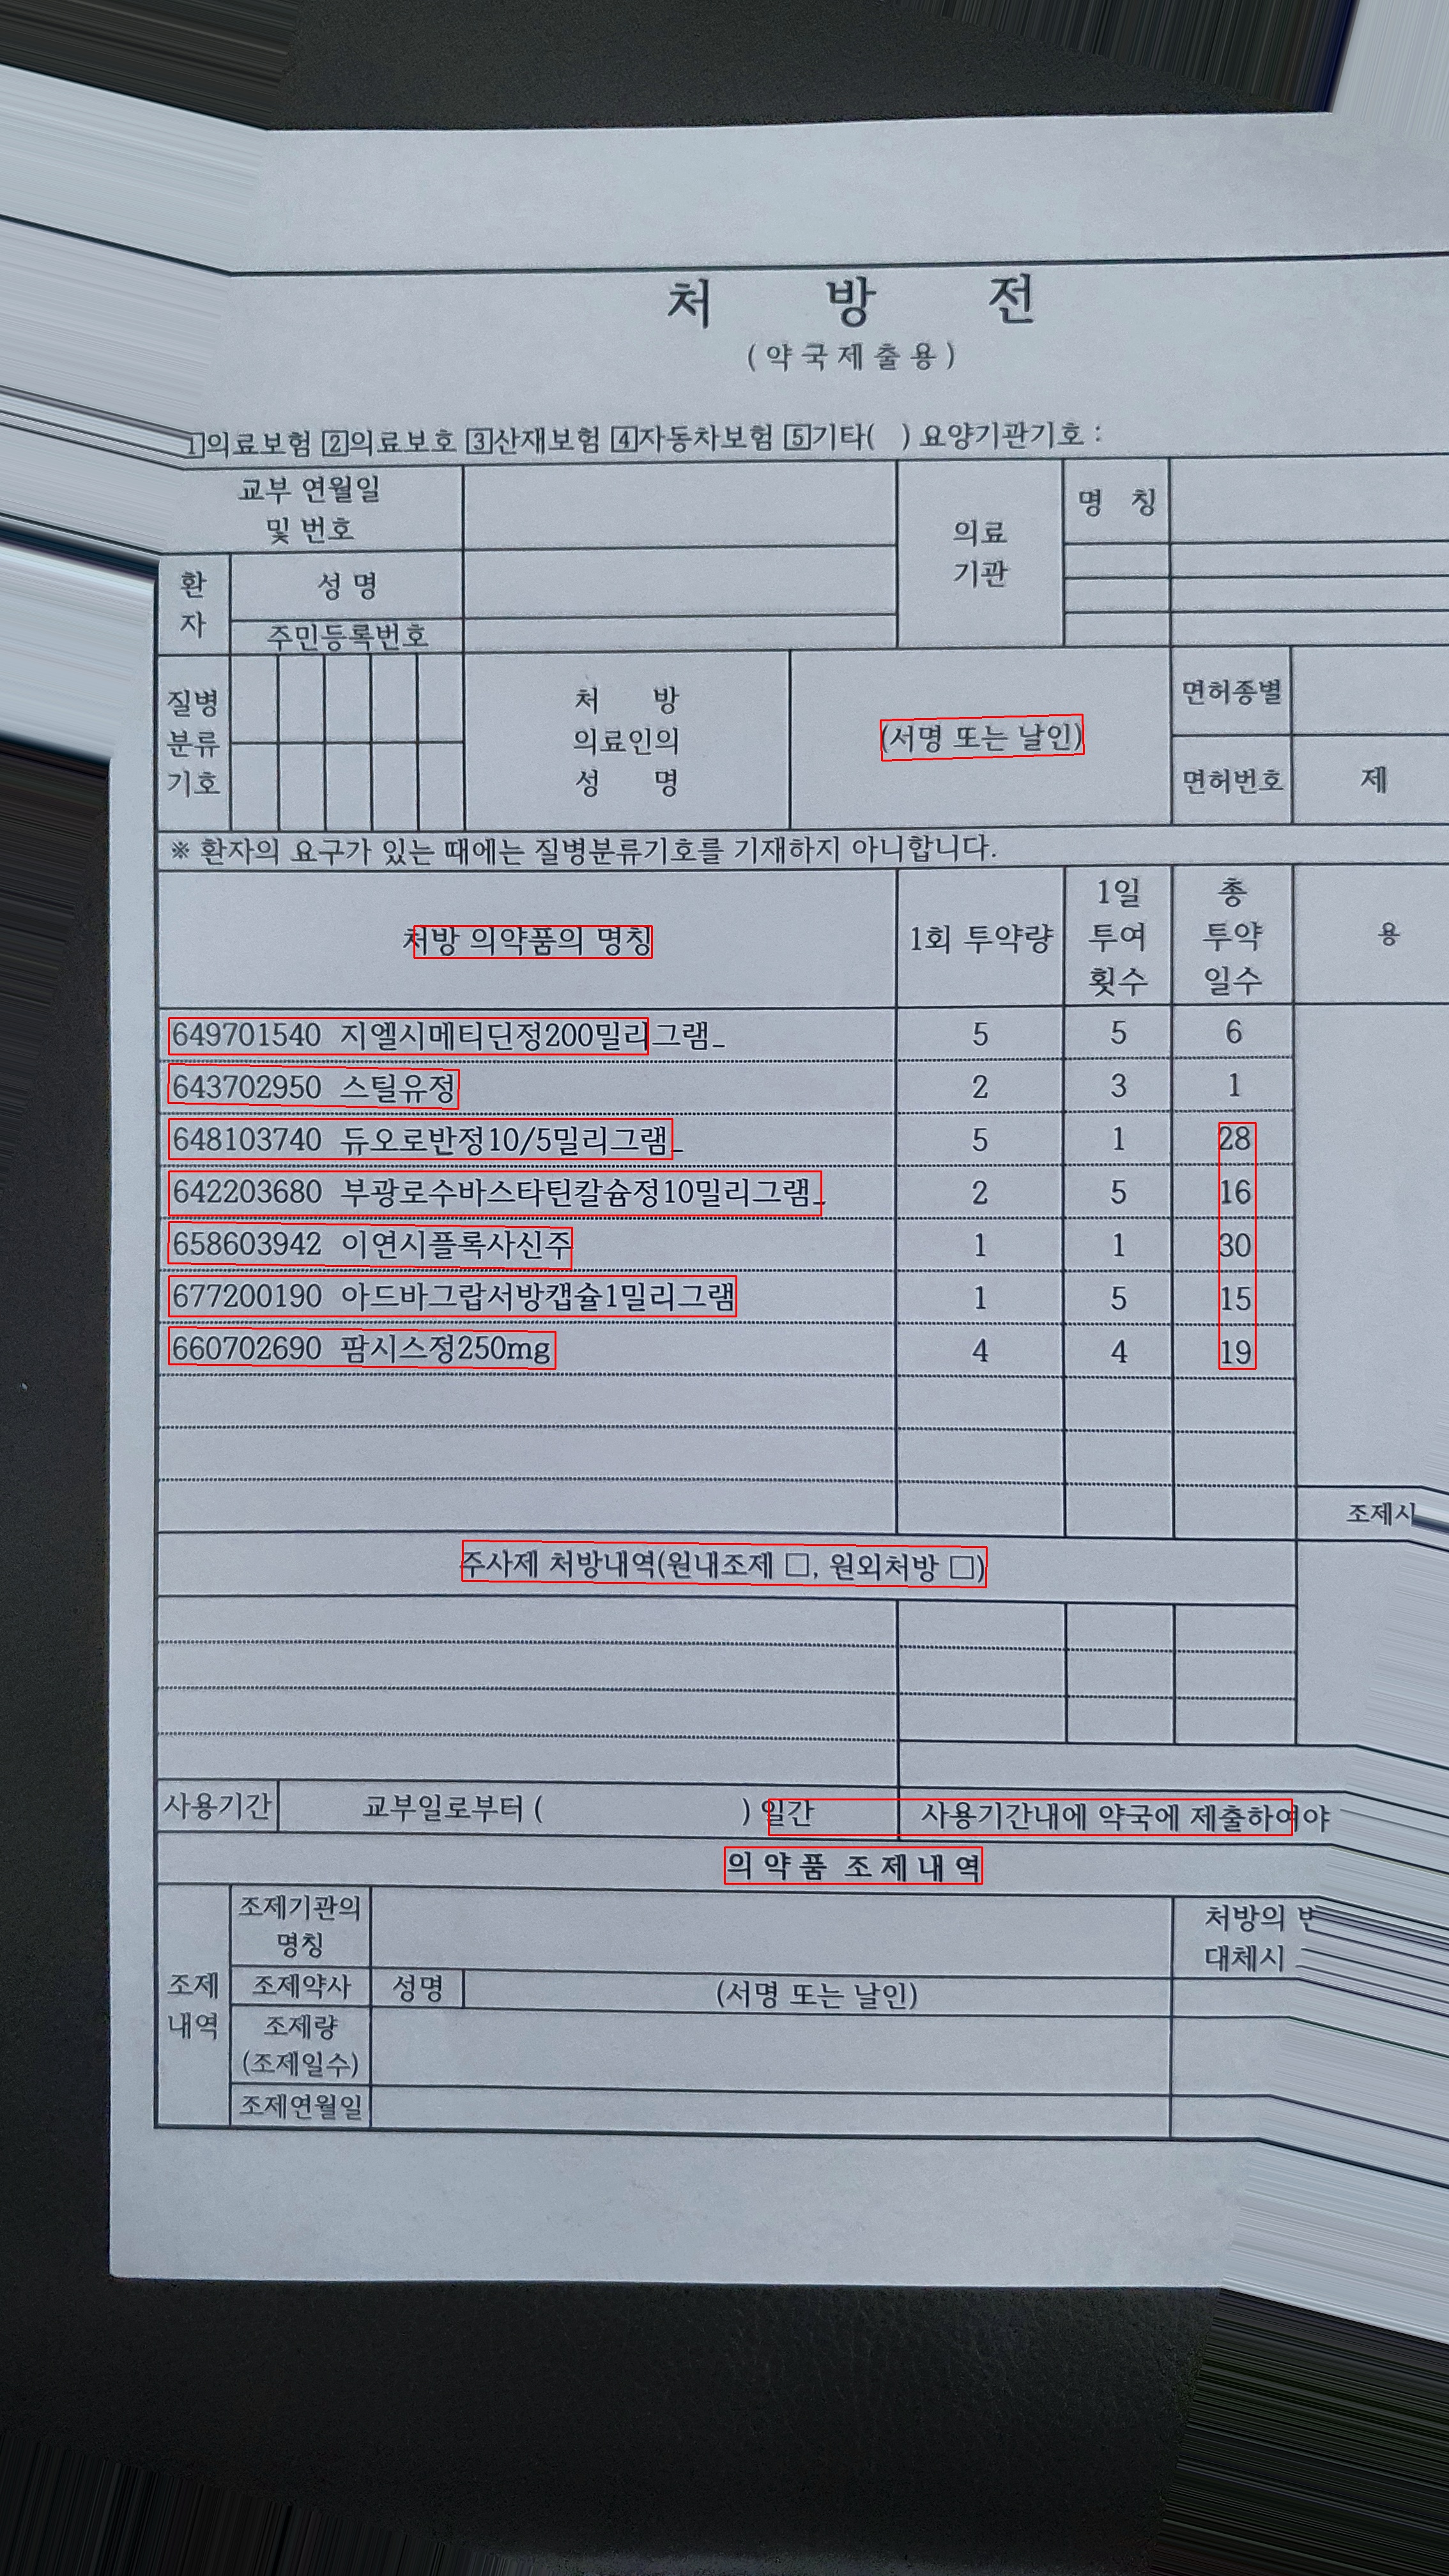 처 방 전
(약국제출용)
1의료보험 2의료보호 3산재보험 4자동차보험 5기타( ) 요양기관기호 :
교부 연월일 및 번호
의료 기관
명 칭
환자
성 명
주민등록번호
질병 분류 기호
처 방 의료인의 성 명
(서명 또는 날인)
면허종별
면허번호
제
※ 환자의 요구가 있는 때에는 질병분류기호를 기재하지 아니합니다.
처방 의약품의 명칭 1회 투약량 1일 투여 횟수 총 투약 일수 용
649701540 지엘시메티딘정200밀리그램_ 5 5 6
643702950 스틸유정 2 3 1
648103740 듀오로반정10/5밀리그램_ 5 1 28
642203680 부광로수바스타틴칼슘정10밀리그램_ 2 5 16
658603942 이연시플록사신주 1 1 30
677200190 아드바그랍서방캡슐1밀리그램 1 5 15
660702690 팜시스정250mg 4 4 19
조제시
주사제 처방내역(원내조제 □, 원외처방 □)
사용기간 교부일로부터 ( ) 일간 사용기간내에 약국에 제출하여야
의 약 품 조 제 내 역
조제 내역
조제기관의 명칭
처방의
대체시
조제약사 성명 (서명 또는 날인)
조제량 (조제일수)
조제연월일